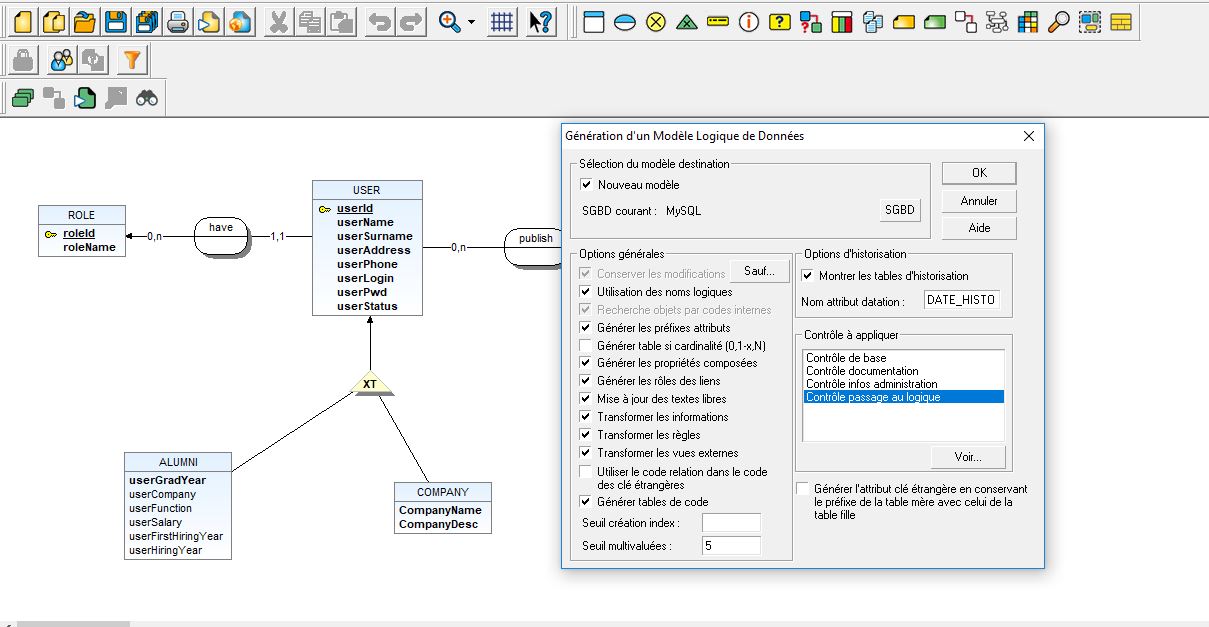 Génération d'un Modèle Logique de Données
Sélection du modèle destination
Nouveau modèle
SGBD courant : MySQL
SGBD
OK
Annuler
Aide
Options générales
Conserver les modifications
Sauf...
Utilisation des noms logiques
Recherche objets par codes internes
Générer les préfixes attributs
Générer table si cardinalité (0,1-x,N)
Générer les propriétés composées
Générer les rôles des liens
Mise à jour des textes libres
Transformer les informations
Transformer les règles
Transformer les vues externes
Utiliser le code relation dans le code
des clé étrangères
Générer tables de code
Seuil création index :
Seuil multivaluées : 5
Options d'historisation
Montrer les tables d'historisation
Nom attribut datation : DATE_HISTO
Contrôle à appliquer
Contrôle de base
Contrôle documentation
Contrôle infos administration
Contrôle passage au logique
Voir...
Générer l'attribut clé étrangère en conservant
le préfixe de la table mère avec celui de la
table fille
ROLE
roleId
roleName
0,n
have
1,1
USER
userId
userName
userSurname
userAddress
userPhone
userLogin
userPwd
userStatus
0,n
publish
XT
ALUMNI
userGradYear
userCompany
userFunction
userSalary
userFirstHiringYear
userHiringYear
COMPANY
CompanyName
CompanyDesc